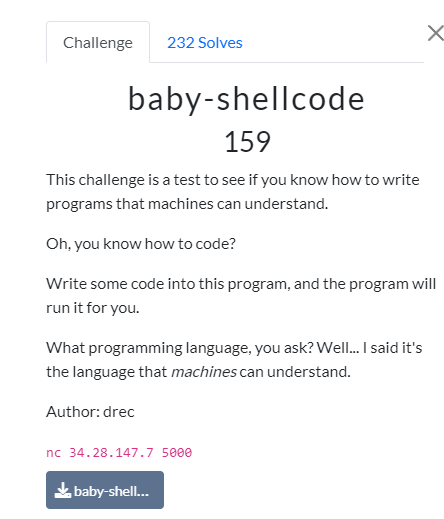 Challenge
232 Solves
baby-shellcode
159
This challenge is a test to see if you know how to write
programs that machines can understand.
Oh, you know how to code?
Write some code into this program, and the program will
run it for you.
What programming language, you ask? Well... I said it's
the language that machines can understand.
Author: drec
nc 34.28.147.7 5000
baby-shell...